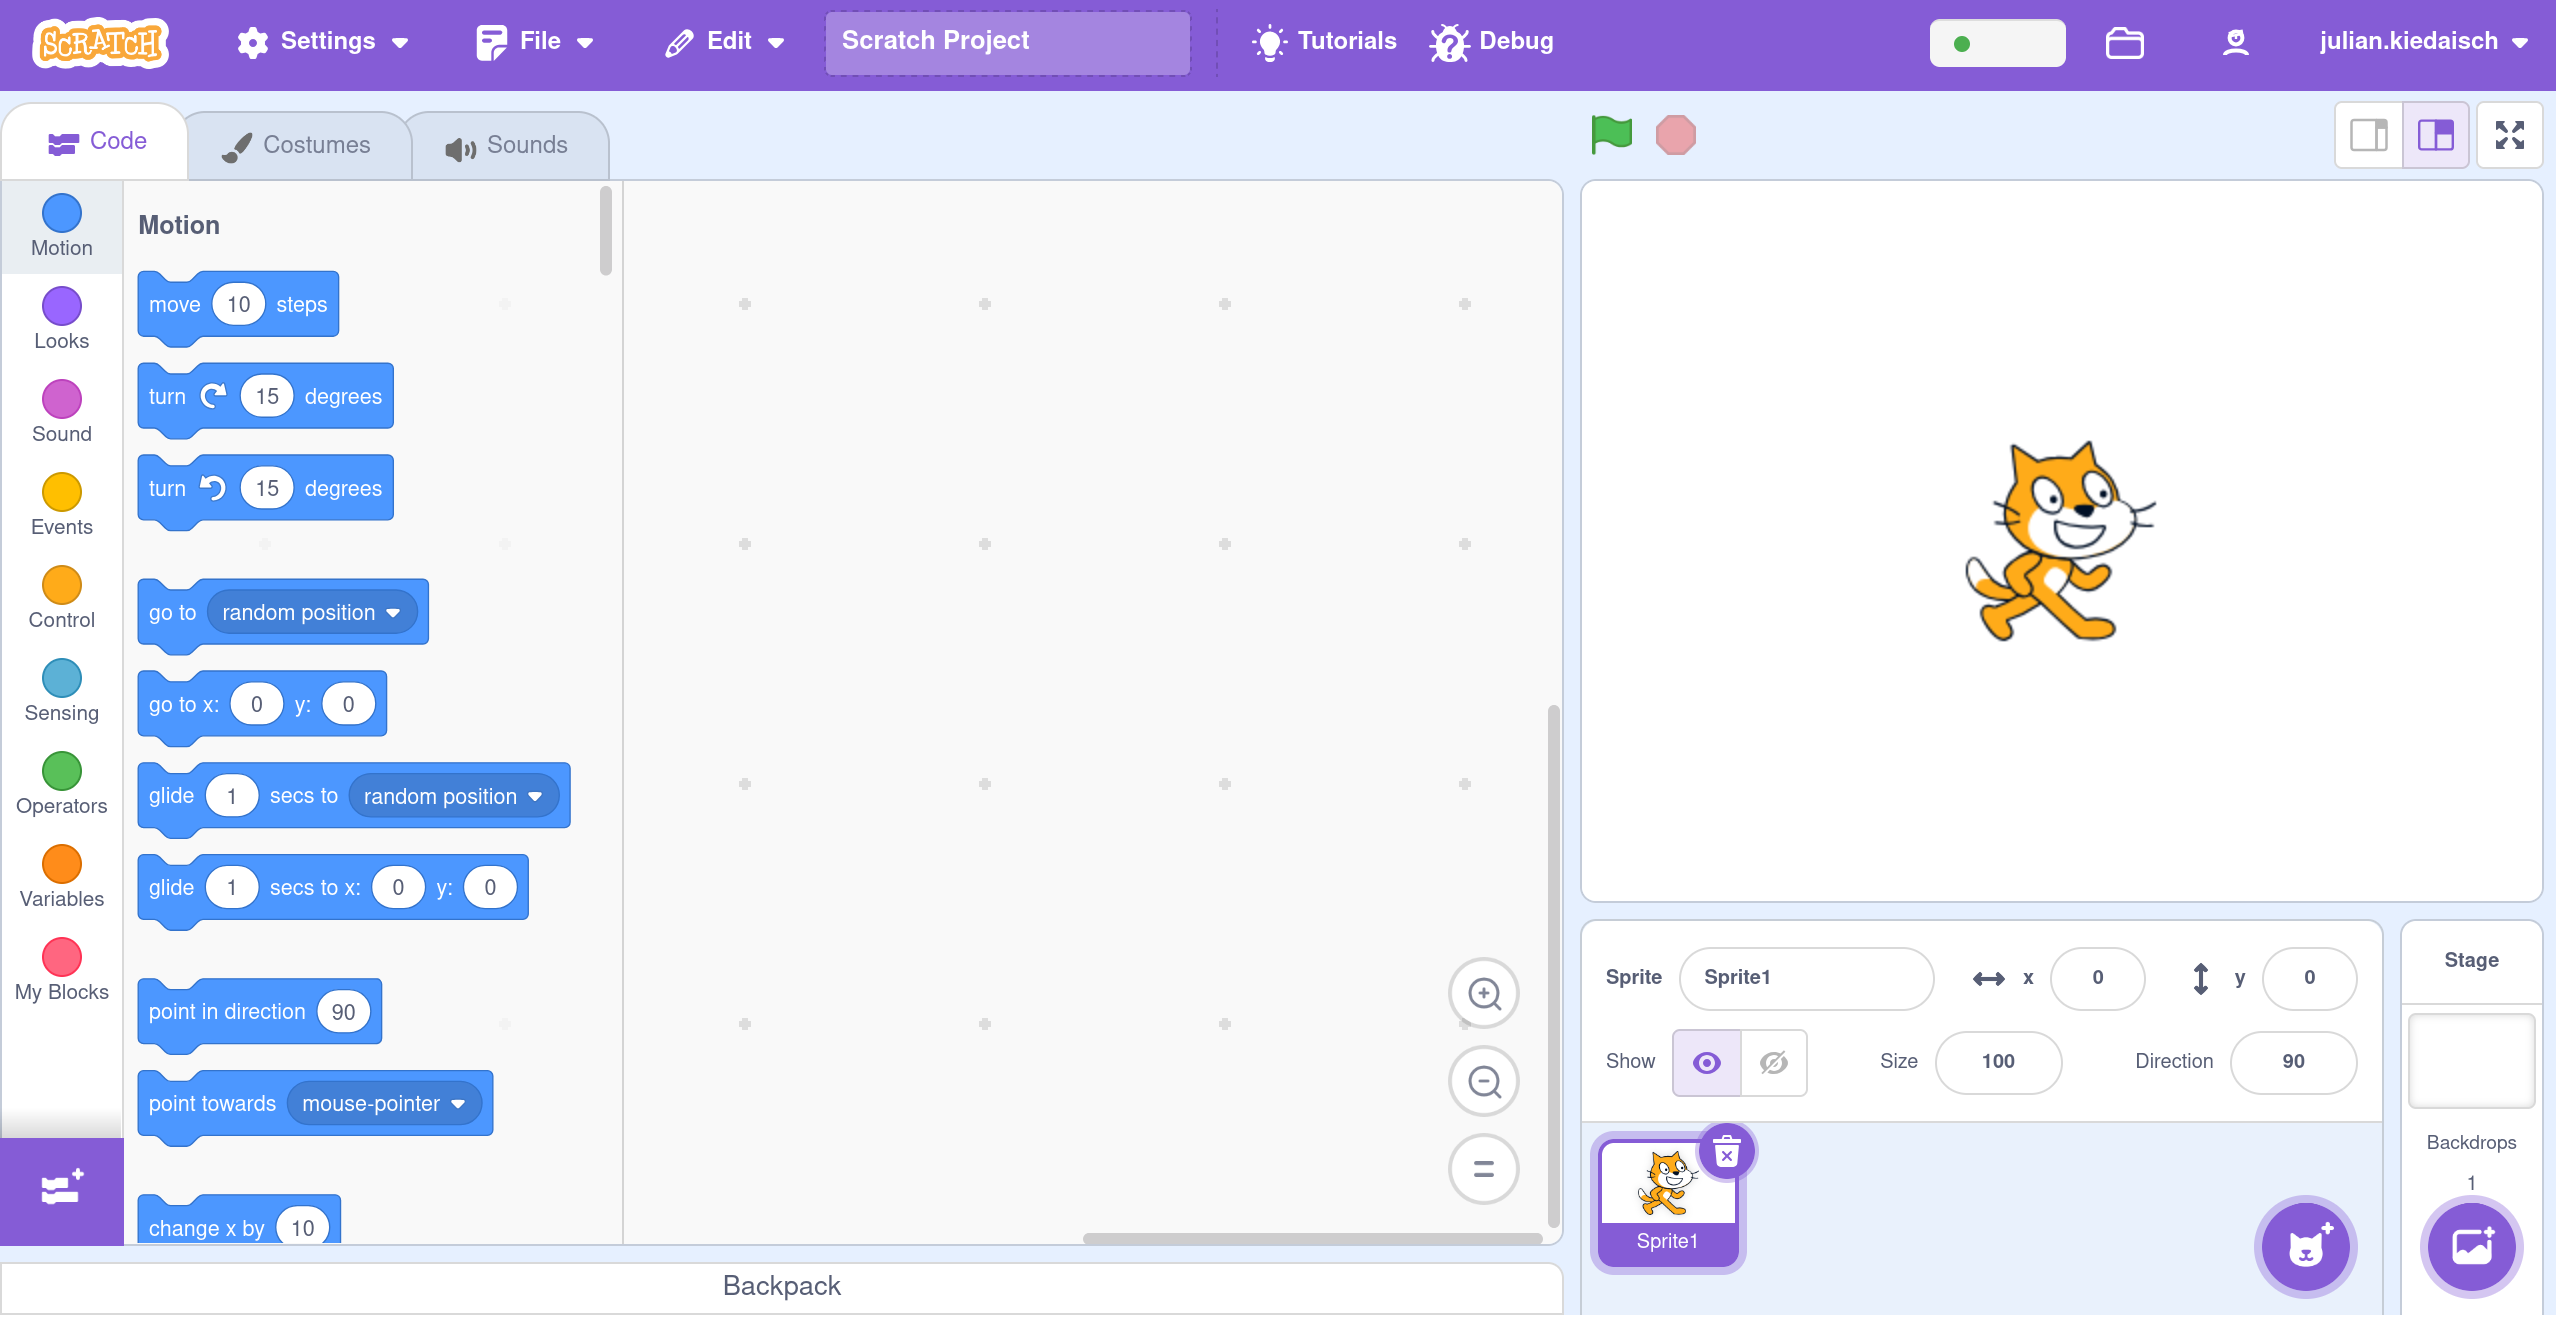 SCRATCH
Settings
File
Edit
Scratch Project
Tutorials
Debug
julian.kiedaisch
Code
Costumes
Sounds
Motion
Looks
Sound
Events
Control
Sensing
Operators
Variables
My Blocks
Motion
move 10 steps
turn 15 degrees
turn 15 degrees
go to random position
go to x: 0 y: 0
glide 1 secs to random position
glide 1 secs to x: 0 y: 0
point in direction 90
point towards mouse-pointer
change x by 10
Backpack
Sprite Sprite1 x 0 y 0
Show Size 100 Direction 90
Sprite1
Stage
Backdrops
1